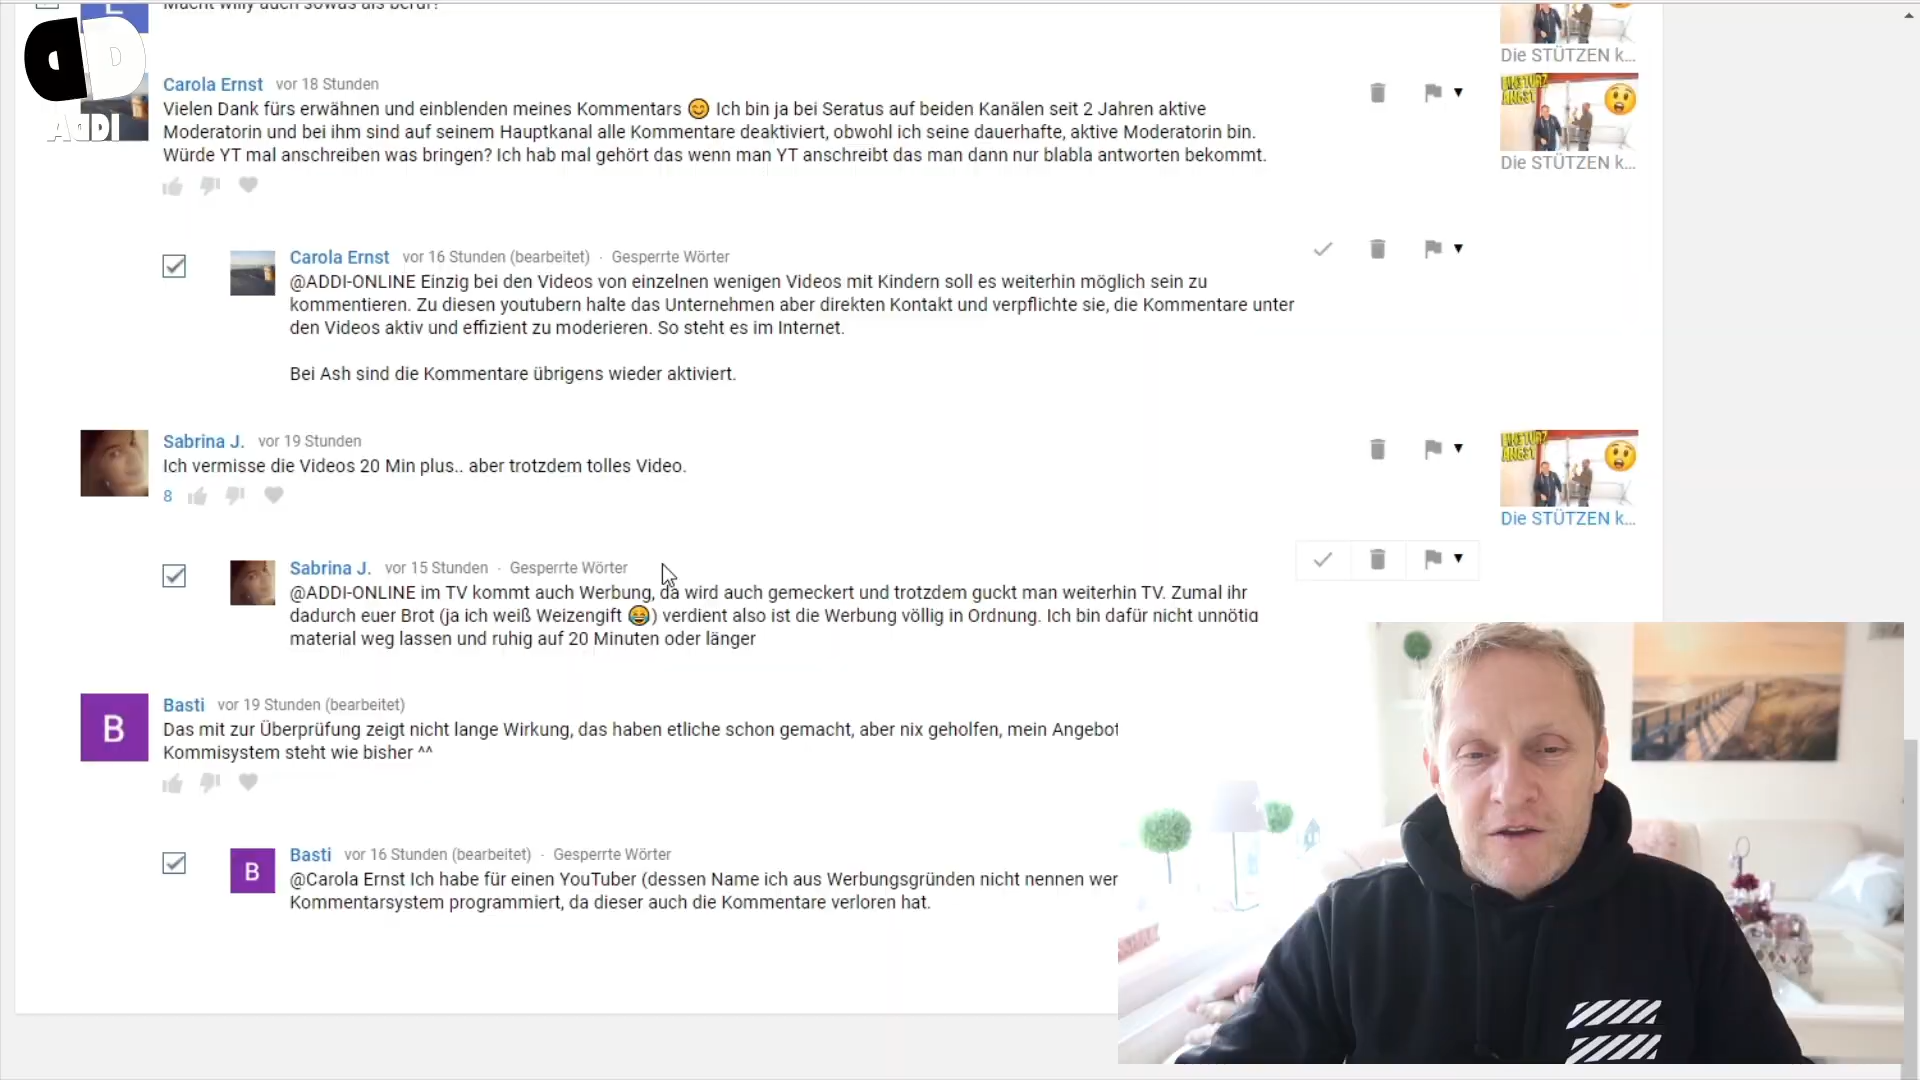 Macht willy auch sowas als beruf?
ADDI
Die STÜTZEN k...
Carola Ernst vor 18 Stunden
Vielen Dank fürs erwähnen und einblenden meines Kommentars 😊 Ich bin ja bei Seratus auf beiden Kanälen seit 2 Jahren aktive
Moderatorin und bei ihm sind auf seinem Hauptkanal alle Kommentare deaktiviert, obwohl ich seine dauerhafte, aktive Moderatorin bin.
Würde YT mal anschreiben was bringen? Ich hab mal gehört das wenn man YT anschreibt das man dann nur blabla antworten bekommt.
EINSTURZ
ANGST
Die STÜTZEN k...
Carola Ernst vor 16 Stunden (bearbeitet) · Gesperrte Wörter
@ADDI-ONLINE Einzig bei den Videos von einzelnen wenigen Videos mit Kindern soll es weiterhin möglich sein zu
kommentieren. Zu diesen youtubern halte das Unternehmen aber direkten Kontakt und verpflichte sie, die Kommentare unter
den Videos aktiv und effizient zu moderieren. So steht es im Internet.
Bei Ash sind die Kommentare übrigens wieder aktiviert.
Sabrina J. vor 19 Stunden
Ich vermisse die Videos 20 Min plus.. aber trotzdem tolles Video.
8
EINSTURZ
ANGST
Die STÜTZEN k...
Sabrina J. vor 15 Stunden · Gesperrte Wörter
@ADDI-ONLINE im TV kommt auch Werbung, da wird auch gemeckert und trotzdem guckt man weiterhin TV. Zumal ihr
dadurch euer Brot (ja ich weiß Weizengift 😂) verdient also ist die Werbung völlig in Ordnung. Ich bin dafür nicht unnötig
material weg lassen und ruhig auf 20 Minuten oder länger
B
Basti vor 19 Stunden (bearbeitet)
Das mit zur Überprüfung zeigt nicht lange Wirkung, das haben etliche schon gemacht, aber nix geholfen, mein Angebot
Kommisystem steht wie bisher ^^
B
Basti vor 16 Stunden (bearbeitet) · Gesperrte Wörter
@Carola Ernst Ich habe für einen YouTuber (dessen Name ich aus Werbungsgründen nicht nennen wer
Kommentarsystem programmiert, da dieser auch die Kommentare verloren hat.